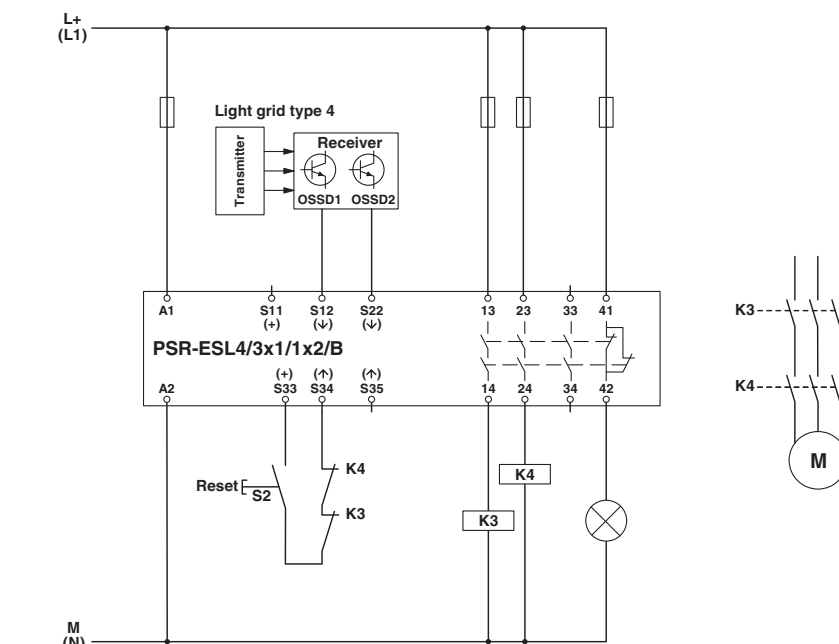 L+
(L1)
Light grid type 4
Transmitter
Receiver
OSSD1 OSSD2
A1 S11 S12 S22 13 23 33 41
(+) (↓) (↓)
PSR-ESL4/3x1/1x2/B
(+) (↑) (↑)
A2 S33 S34 S35 14 24 34 42
K3
K4
M
K4
Reset
S2
K3
K4
K3
M
(N)